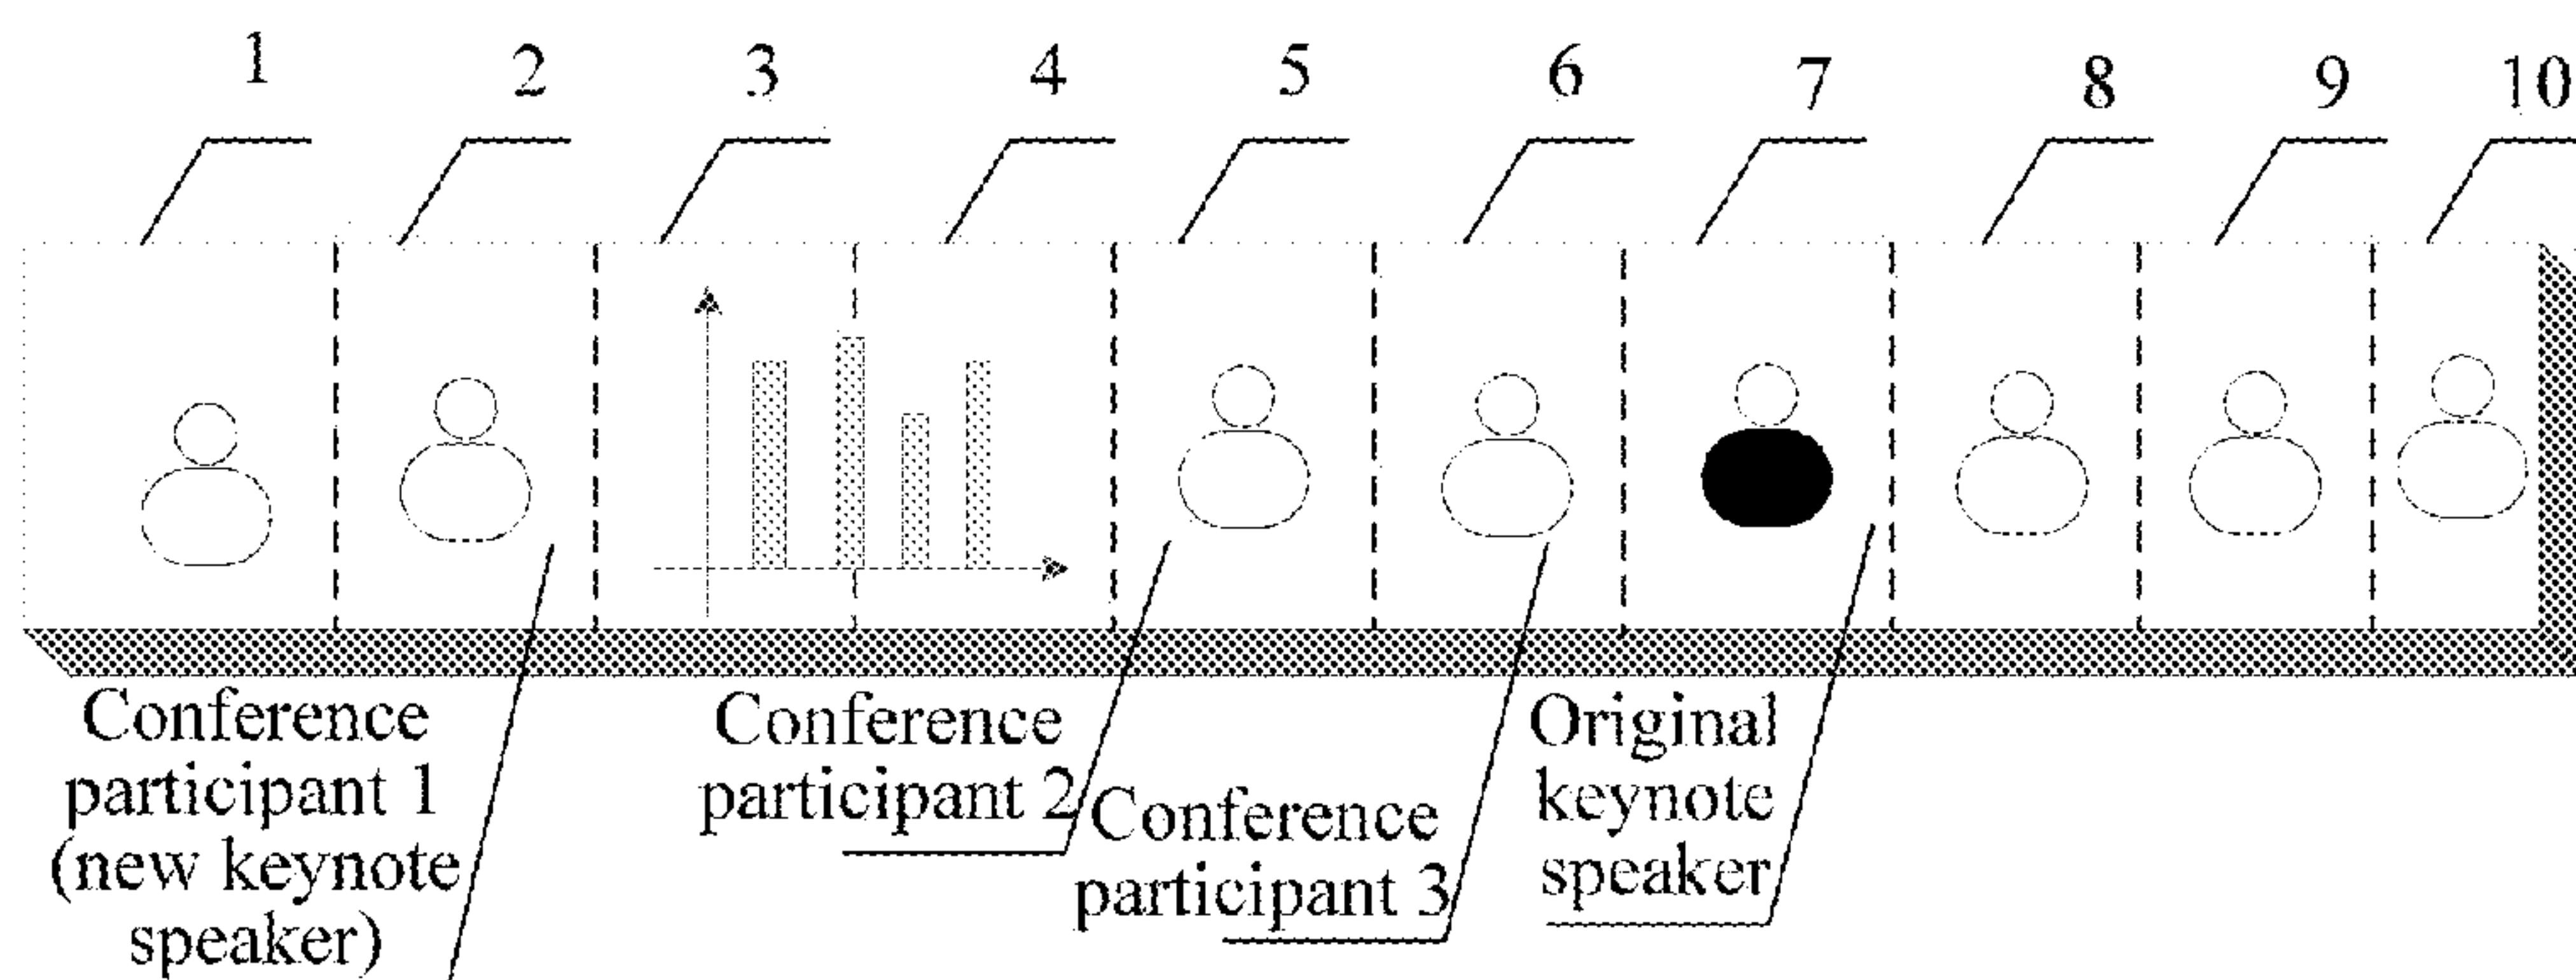 1 2 3 4 5 6 7 8 9 10
Conference
participant 1
(new keynote
speaker)
Conference
participant 2
Conference
participant 3
Original
keynote
speaker